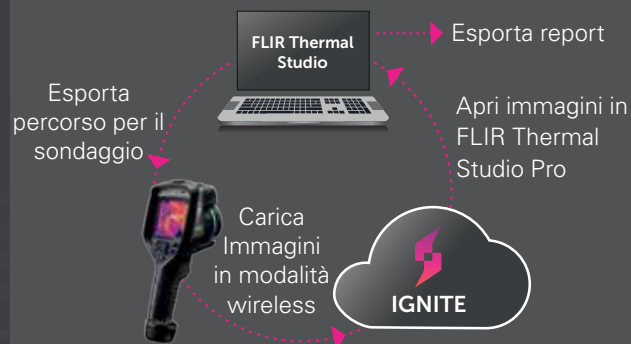 FLIR Thermal
Studio
Esporta report
Esporta
percorso per il
sondaggio
Apri immagini in
FLIR Thermal
Studio Pro
Carica
Immagini
in modalità
wireless
IGNITE